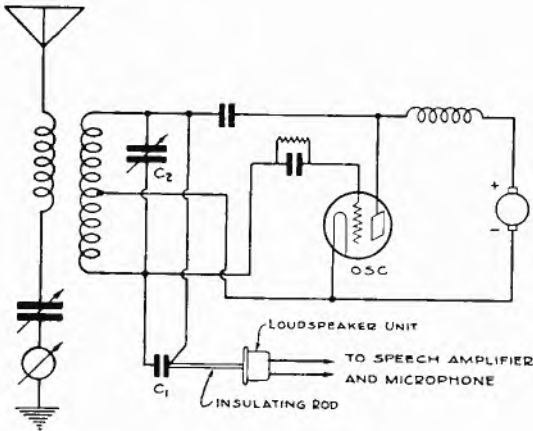 C2
+
-
OSC
LOUDSPEAKER UNIT
TO SPEECH AMPLIFIER
AND MICROPHONE
C1
INSULATING ROD